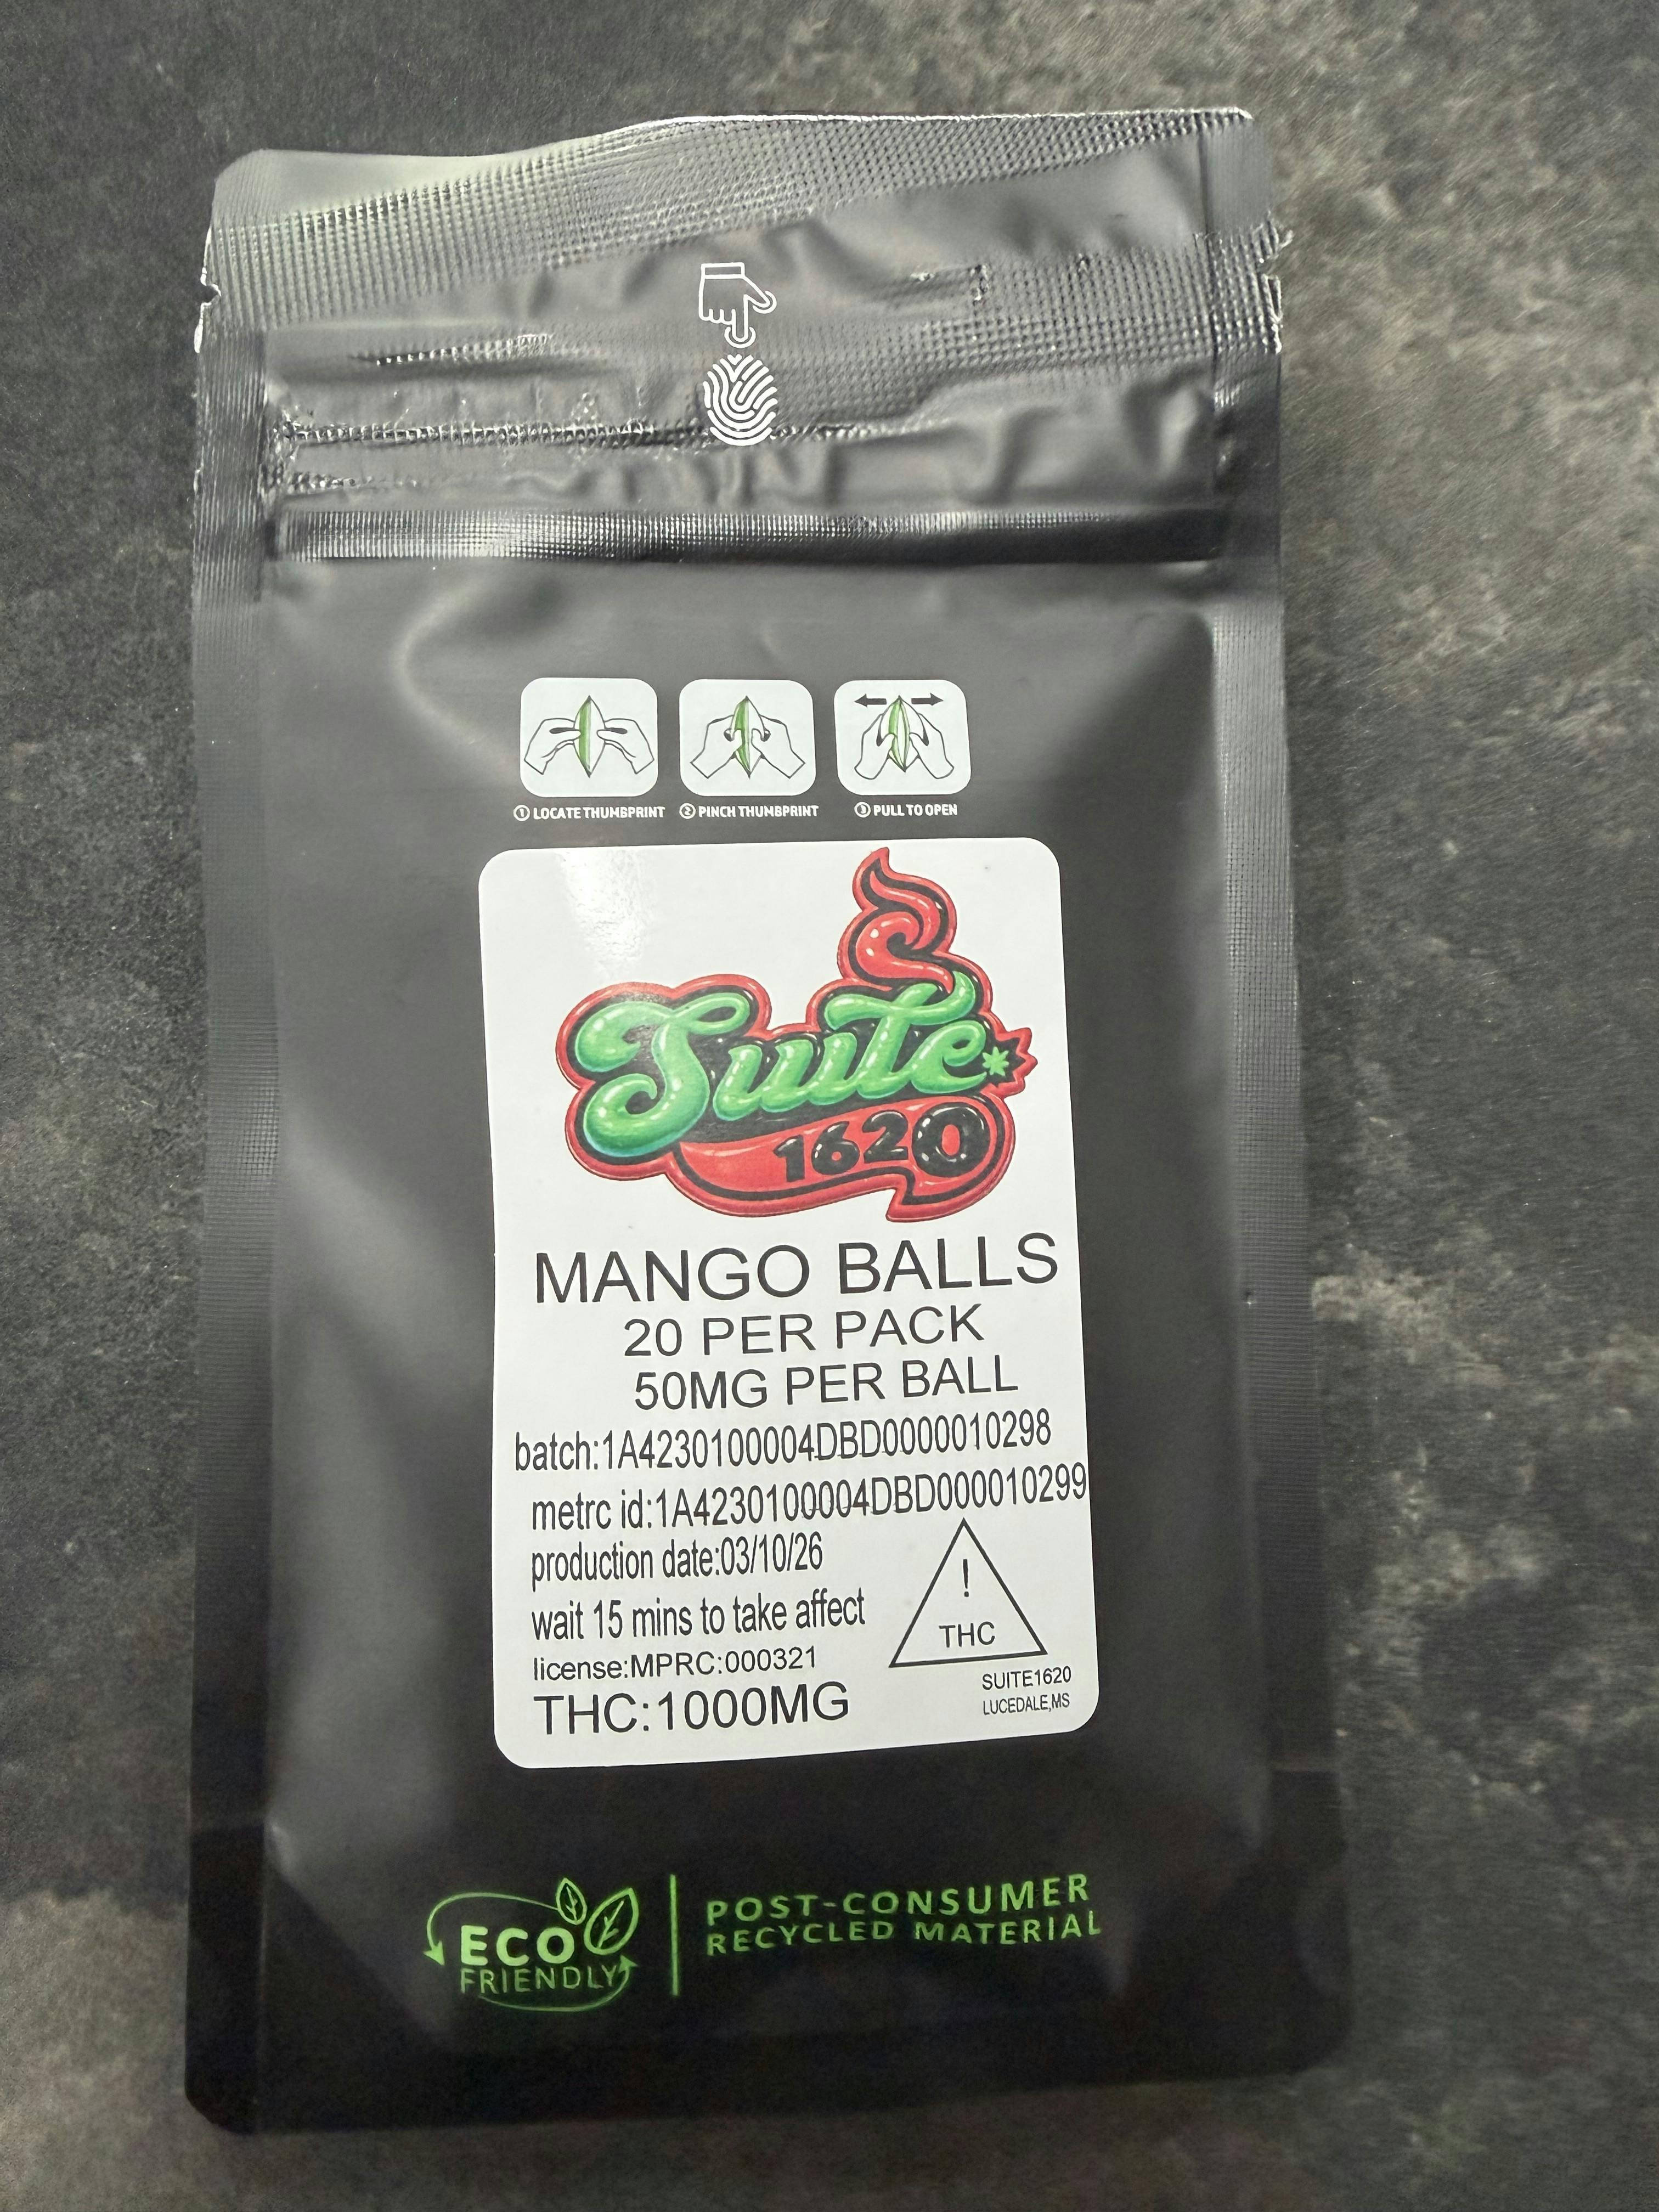 ① LOCATE THUMBPRINT ② PINCH THUMBPRINT ③ PULL TO OPEN
Suite
1620
MANGO BALLS
20 PER PACK
50MG PER BALL
batch:1A4230100004DBD0000010298
metrc id:1A4230100004DBD000010299
production date:03/10/26
wait 15 mins to take affect
license:MPRC:000321
THC:1000MG
!
THC
SUITE1620
LUCEDALE,MS
ECO
FRIENDLY
POST-CONSUMER
RECYCLED MATERIAL